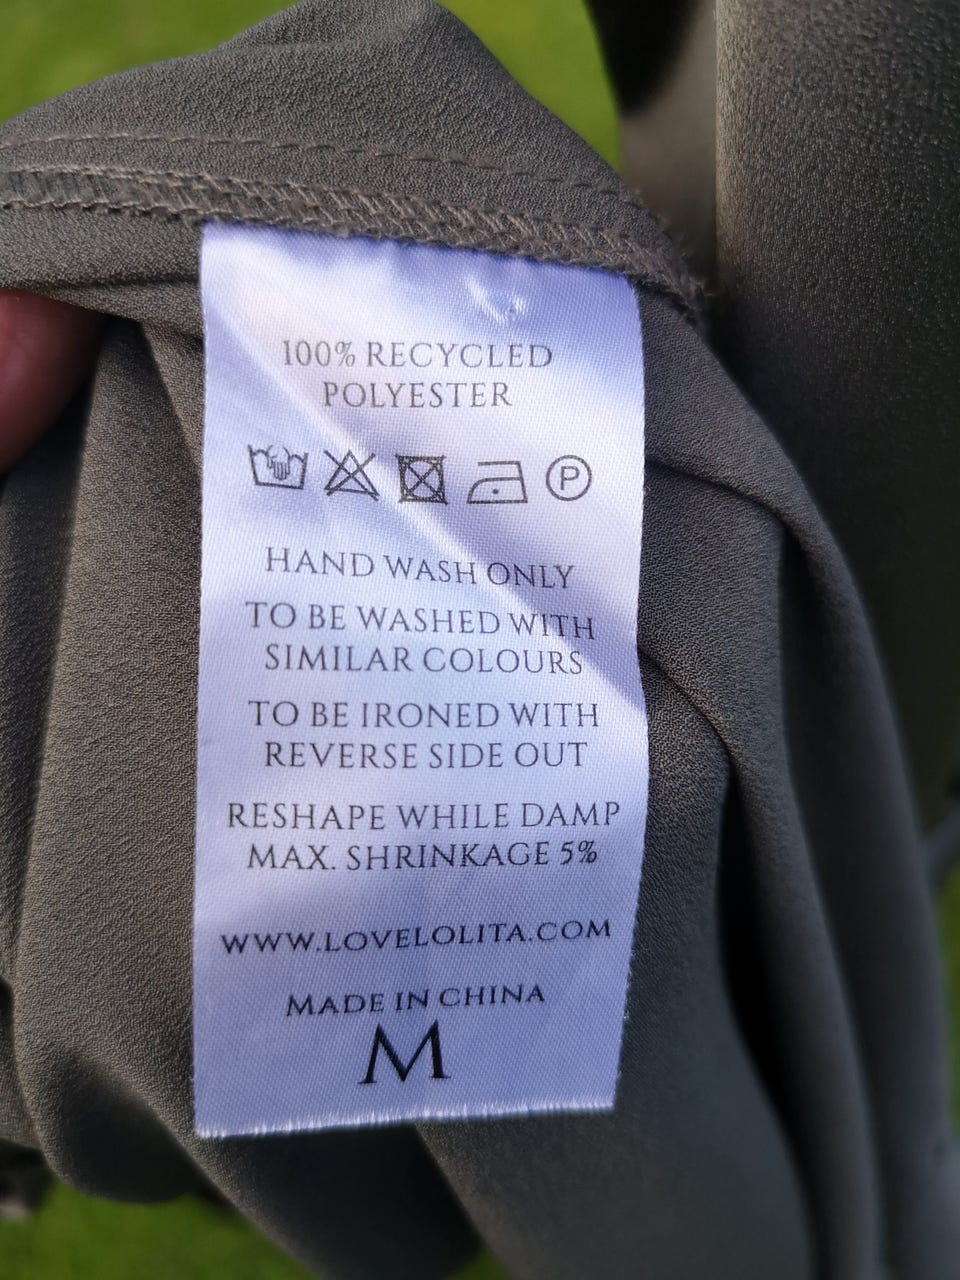 100% RECYCLED
POLYESTER
P
HAND WASH ONLY
TO BE WASHED WITH
SIMILAR COLOURS
TO BE IRONED WITH
REVERSE SIDE OUT
RESHAPE WHILE DAMP
MAX. SHRINKAGE 5%
WWW.LOVELOLITA.COM
MADE IN CHINA
M